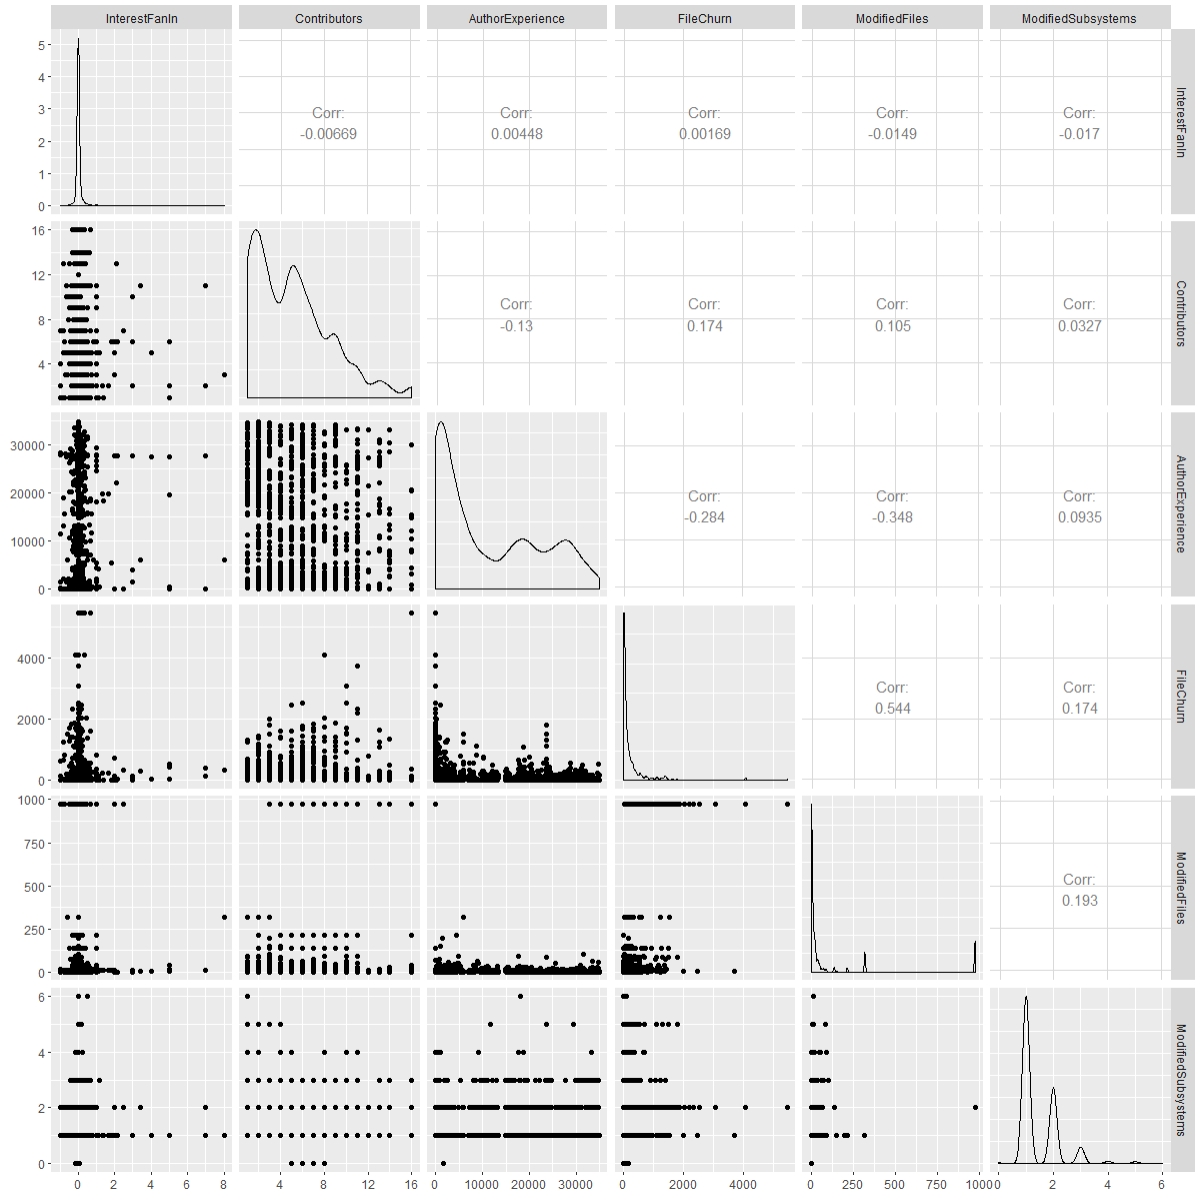 InterestFanIn Contributors AuthorExperience FileChurn ModifiedFiles ModifiedSubsystems
5
4
3
2
1
0
Corr:
-0.00669
Corr:
0.00448
Corr:
0.00169
Corr:
-0.0149
Corr:
-0.017
InterestFanIn
16
12
8
4
Corr:
-0.13
Corr:
0.174
Corr:
0.105
Corr:
0.0327
Contributors
30000
20000
10000
0
Corr:
-0.284
Corr:
-0.348
Corr:
0.0935
AuthorExperience
4000
2000
0
Corr:
0.544
Corr:
0.174
FileChurn
1000
750
500
250
0
Corr:
0.193
ModifiedFiles
6
4
2
0
ModifiedSubsystems
0 2 4 6 8 4 8 12 16 0 10000 20000 30000 0 2000 4000 0 250 500 750 1000 0 2 4 6